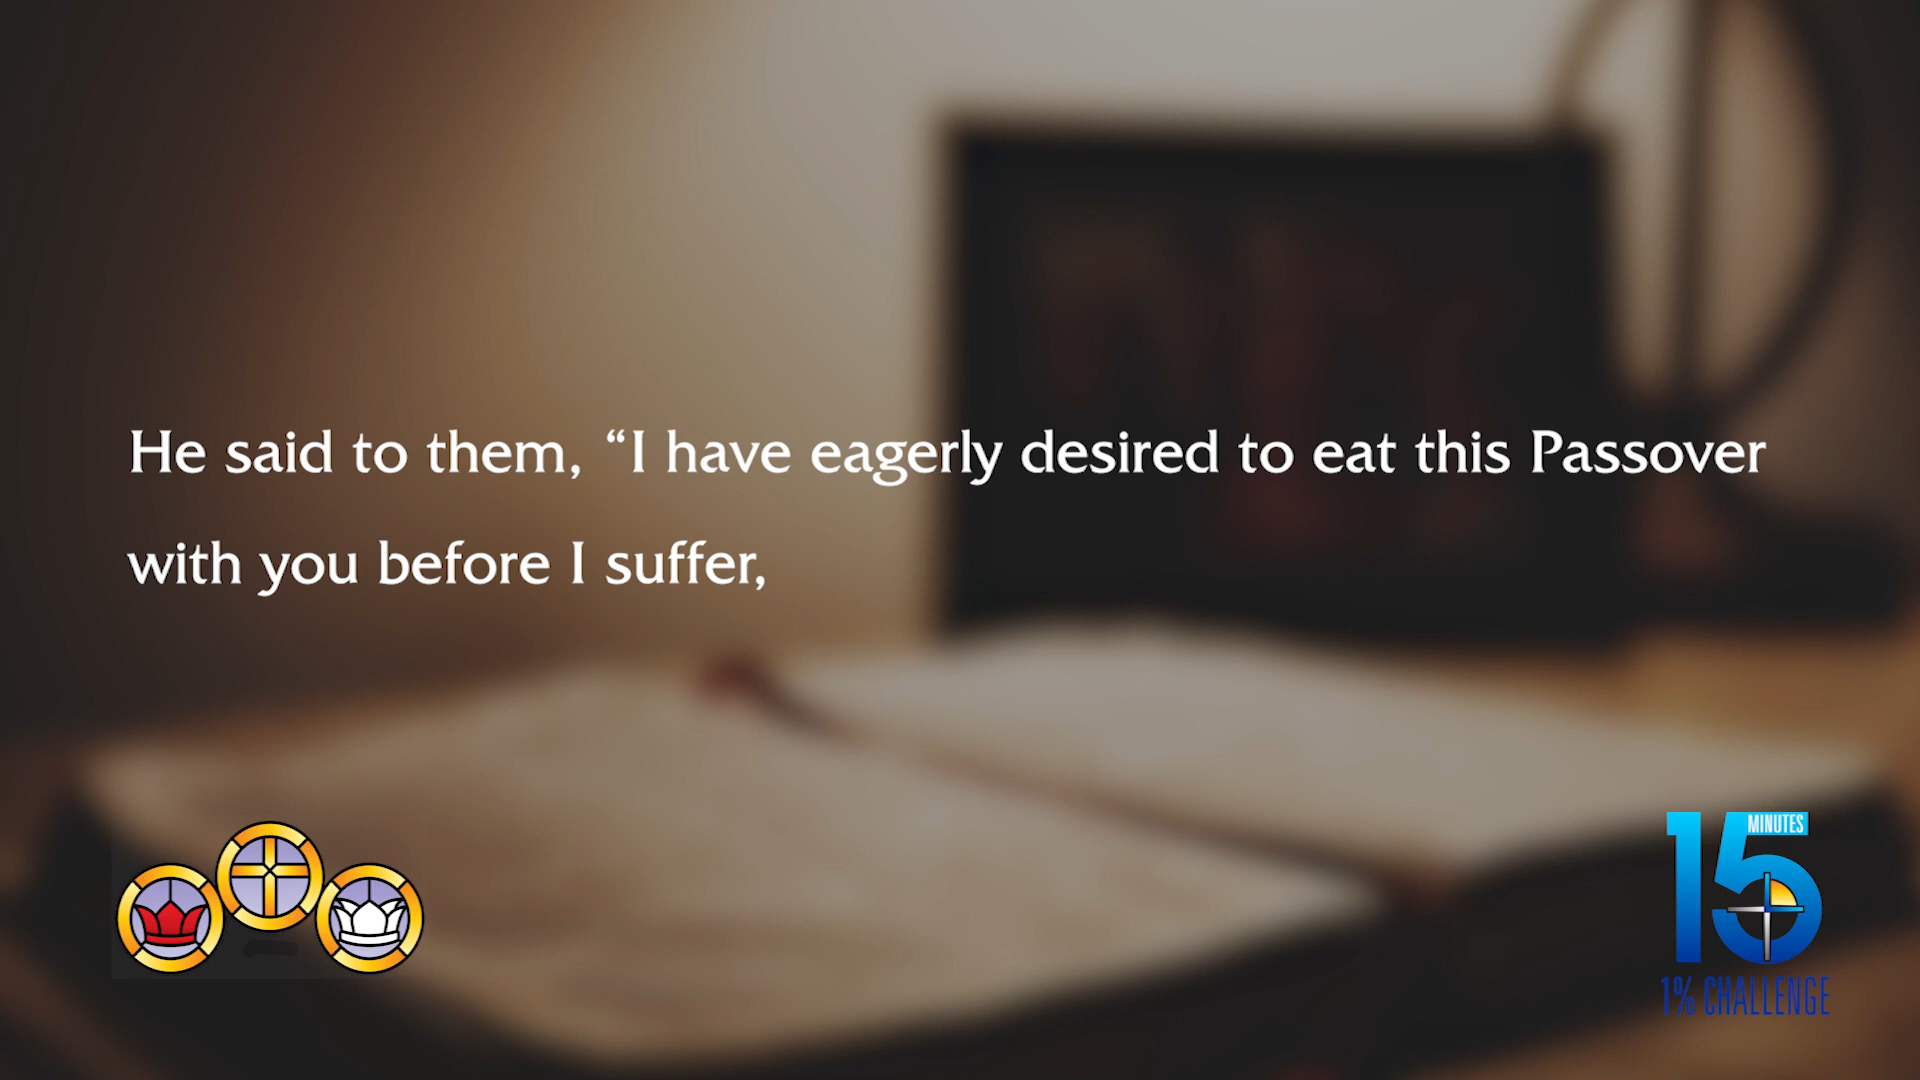 He said to them, “I have eagerly desired to eat this Passover
with you before I suffer,
15 MINUTES
1% CHALLENGE